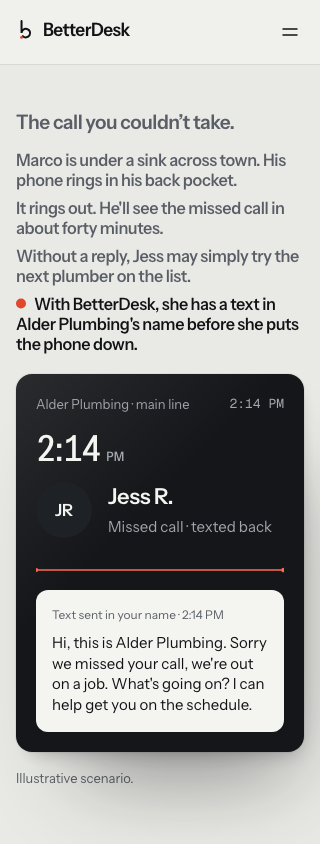 BetterDesk
The call you couldn’t take.
Marco is under a sink across town. His
phone rings in his back pocket.
It rings out. He'll see the missed call in
about forty minutes.
Without a reply, Jess may simply try the
next plumber on the list.
With BetterDesk, she has a text in
Alder Plumbing's name before she puts
the phone down.
Alder Plumbing · main line 2:14 PM
2:14 PM
JR
Jess R.
Missed call · texted back
Text sent in your name · 2:14 PM
Hi, this is Alder Plumbing. Sorry
we missed your call, we're out
on a job. What's going on? I can
help get you on the schedule.
Illustrative scenario.